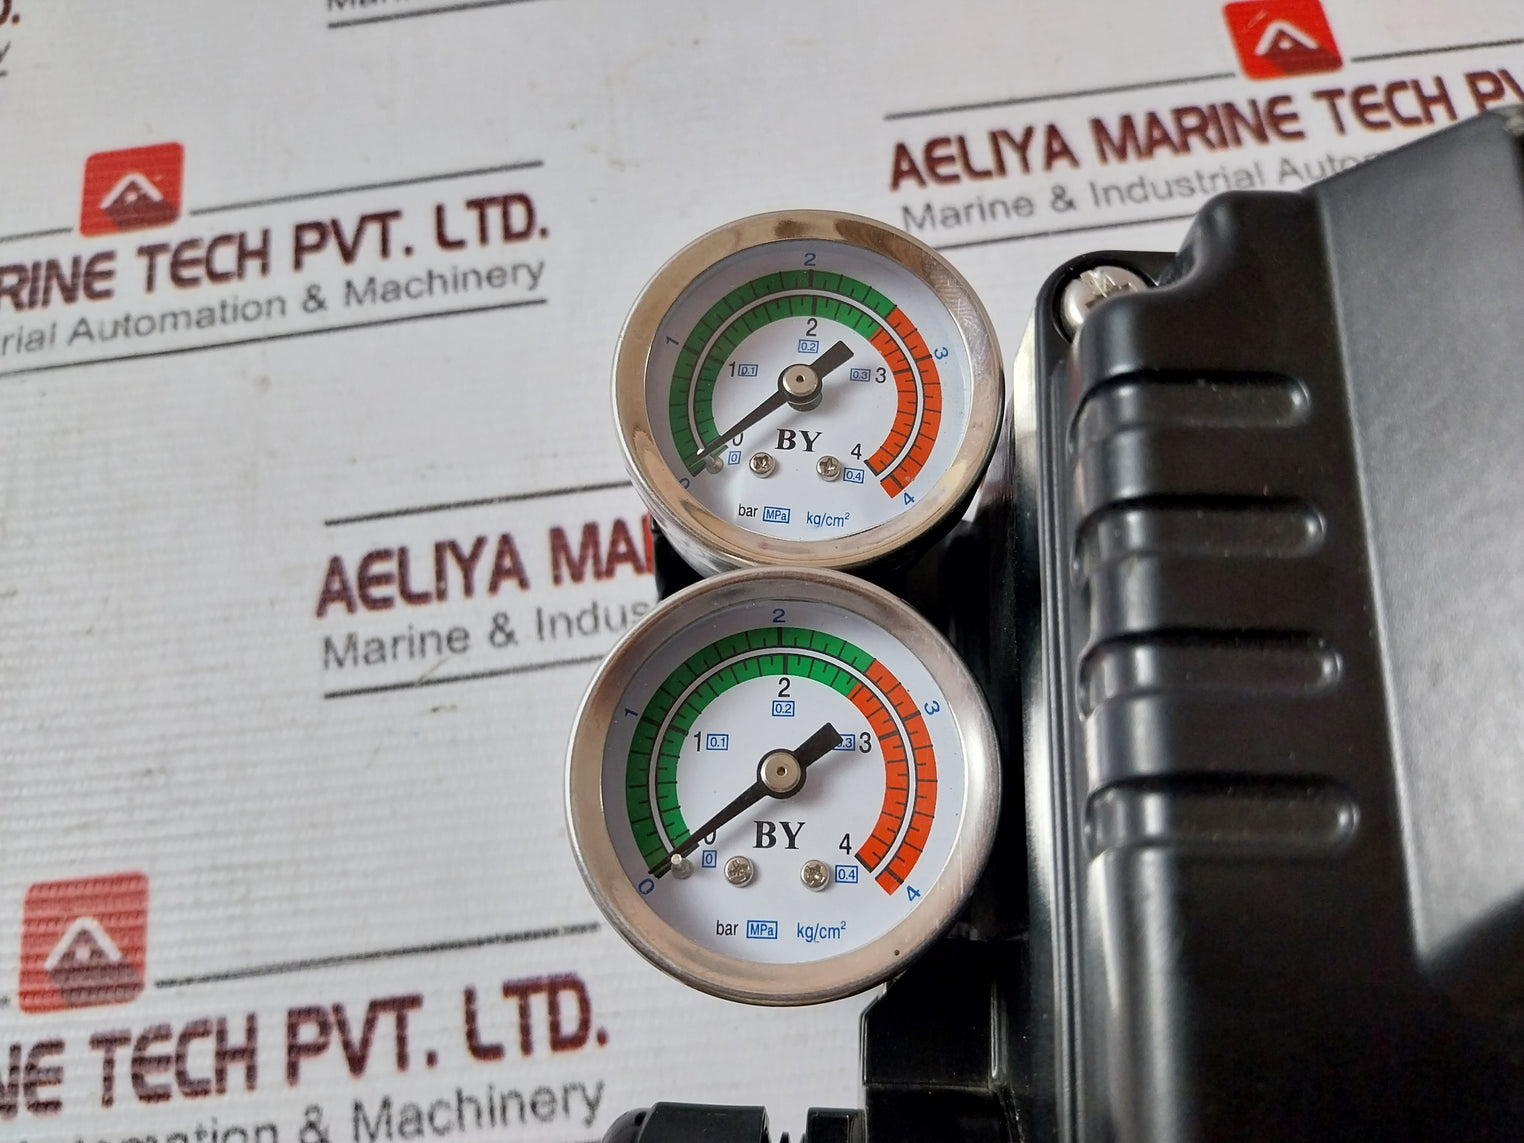 AELIYA MARINE TECH PV
Marine & Industrial Auto
RINE TECH PVT. LTD.
rial Automation & Machinery
AELIYA MA
Marine & Indus
NE TECH PVT. LTD.
Automation & Machinery
2
1
3
2
0.2
1 0.1
0.3 3
0
0
BY
4
0.4
0
4
bar MPa kg/cm²
2
1
3
2
0.2
1 0.1
.3 3
0
0
BY
4
0.4
0
4
bar MPa kg/cm²